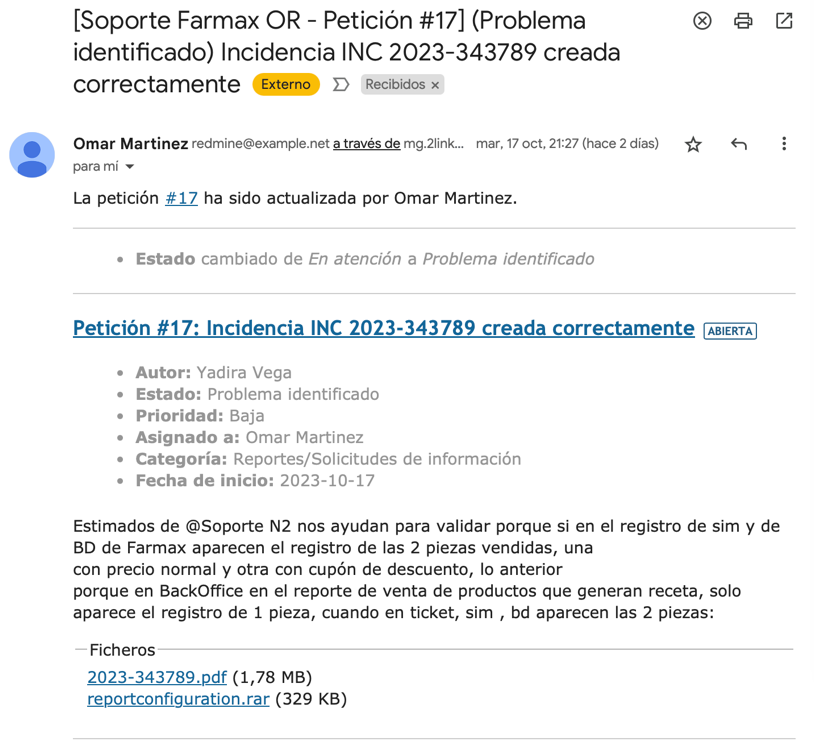 [Soporte Farmax OR - Petición #17] (Problema
identificado) Incidencia INC 2023-343789 creada
correctamente Externo Recibidos ×
Omar Martinez redmine@example.net a través de mg.2link... mar, 17 oct, 21:27 (hace 2 días)
para mí
La petición #17 ha sido actualizada por Omar Martinez.
• Estado cambiado de En atención a Problema identificado
Petición #17: Incidencia INC 2023-343789 creada correctamente ABIERTA
• Autor: Yadira Vega
• Estado: Problema identificado
• Prioridad: Baja
• Asignado a: Omar Martinez
• Categoría: Reportes/Solicitudes de información
• Fecha de inicio: 2023-10-17
Estimados de @Soporte N2 nos ayudan para validar porque si en el registro de sim y de
BD de Farmax aparecen el registro de las 2 piezas vendidas, una
con precio normal y otra con cupón de descuento, lo anterior
porque en BackOffice en el reporte de venta de productos que generan receta, solo
aparece el registro de 1 pieza, cuando en ticket, sim , bd aparecen las 2 piezas:
Ficheros
2023-343789.pdf (1,78 MB)
reportconfiguration.rar (329 KB)